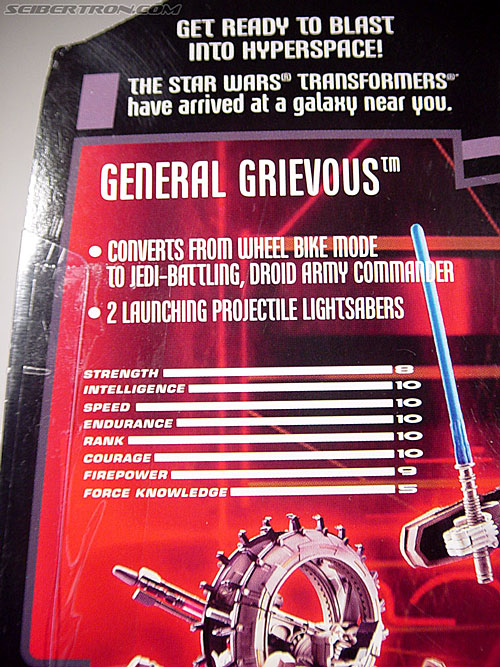 SEIBERTRON.COM
GET READY TO BLAST
INTO HYPERSPACE!
THE STAR WARS® TRANSFORMERS®
have arrived at a galaxy near you.
GENERAL GRIEVOUS™
• CONVERTS FROM WHEEL BIKE MODE
TO JEDI-BATTLING, DROID ARMY COMMANDER
• 2 LAUNCHING PROJECTILE LIGHTSABERS
STRENGTH 8
INTELLIGENCE 10
SPEED 10
ENDURANCE 10
RANK 10
COURAGE 10
FIREPOWER 9
FORCE KNOWLEDGE 5